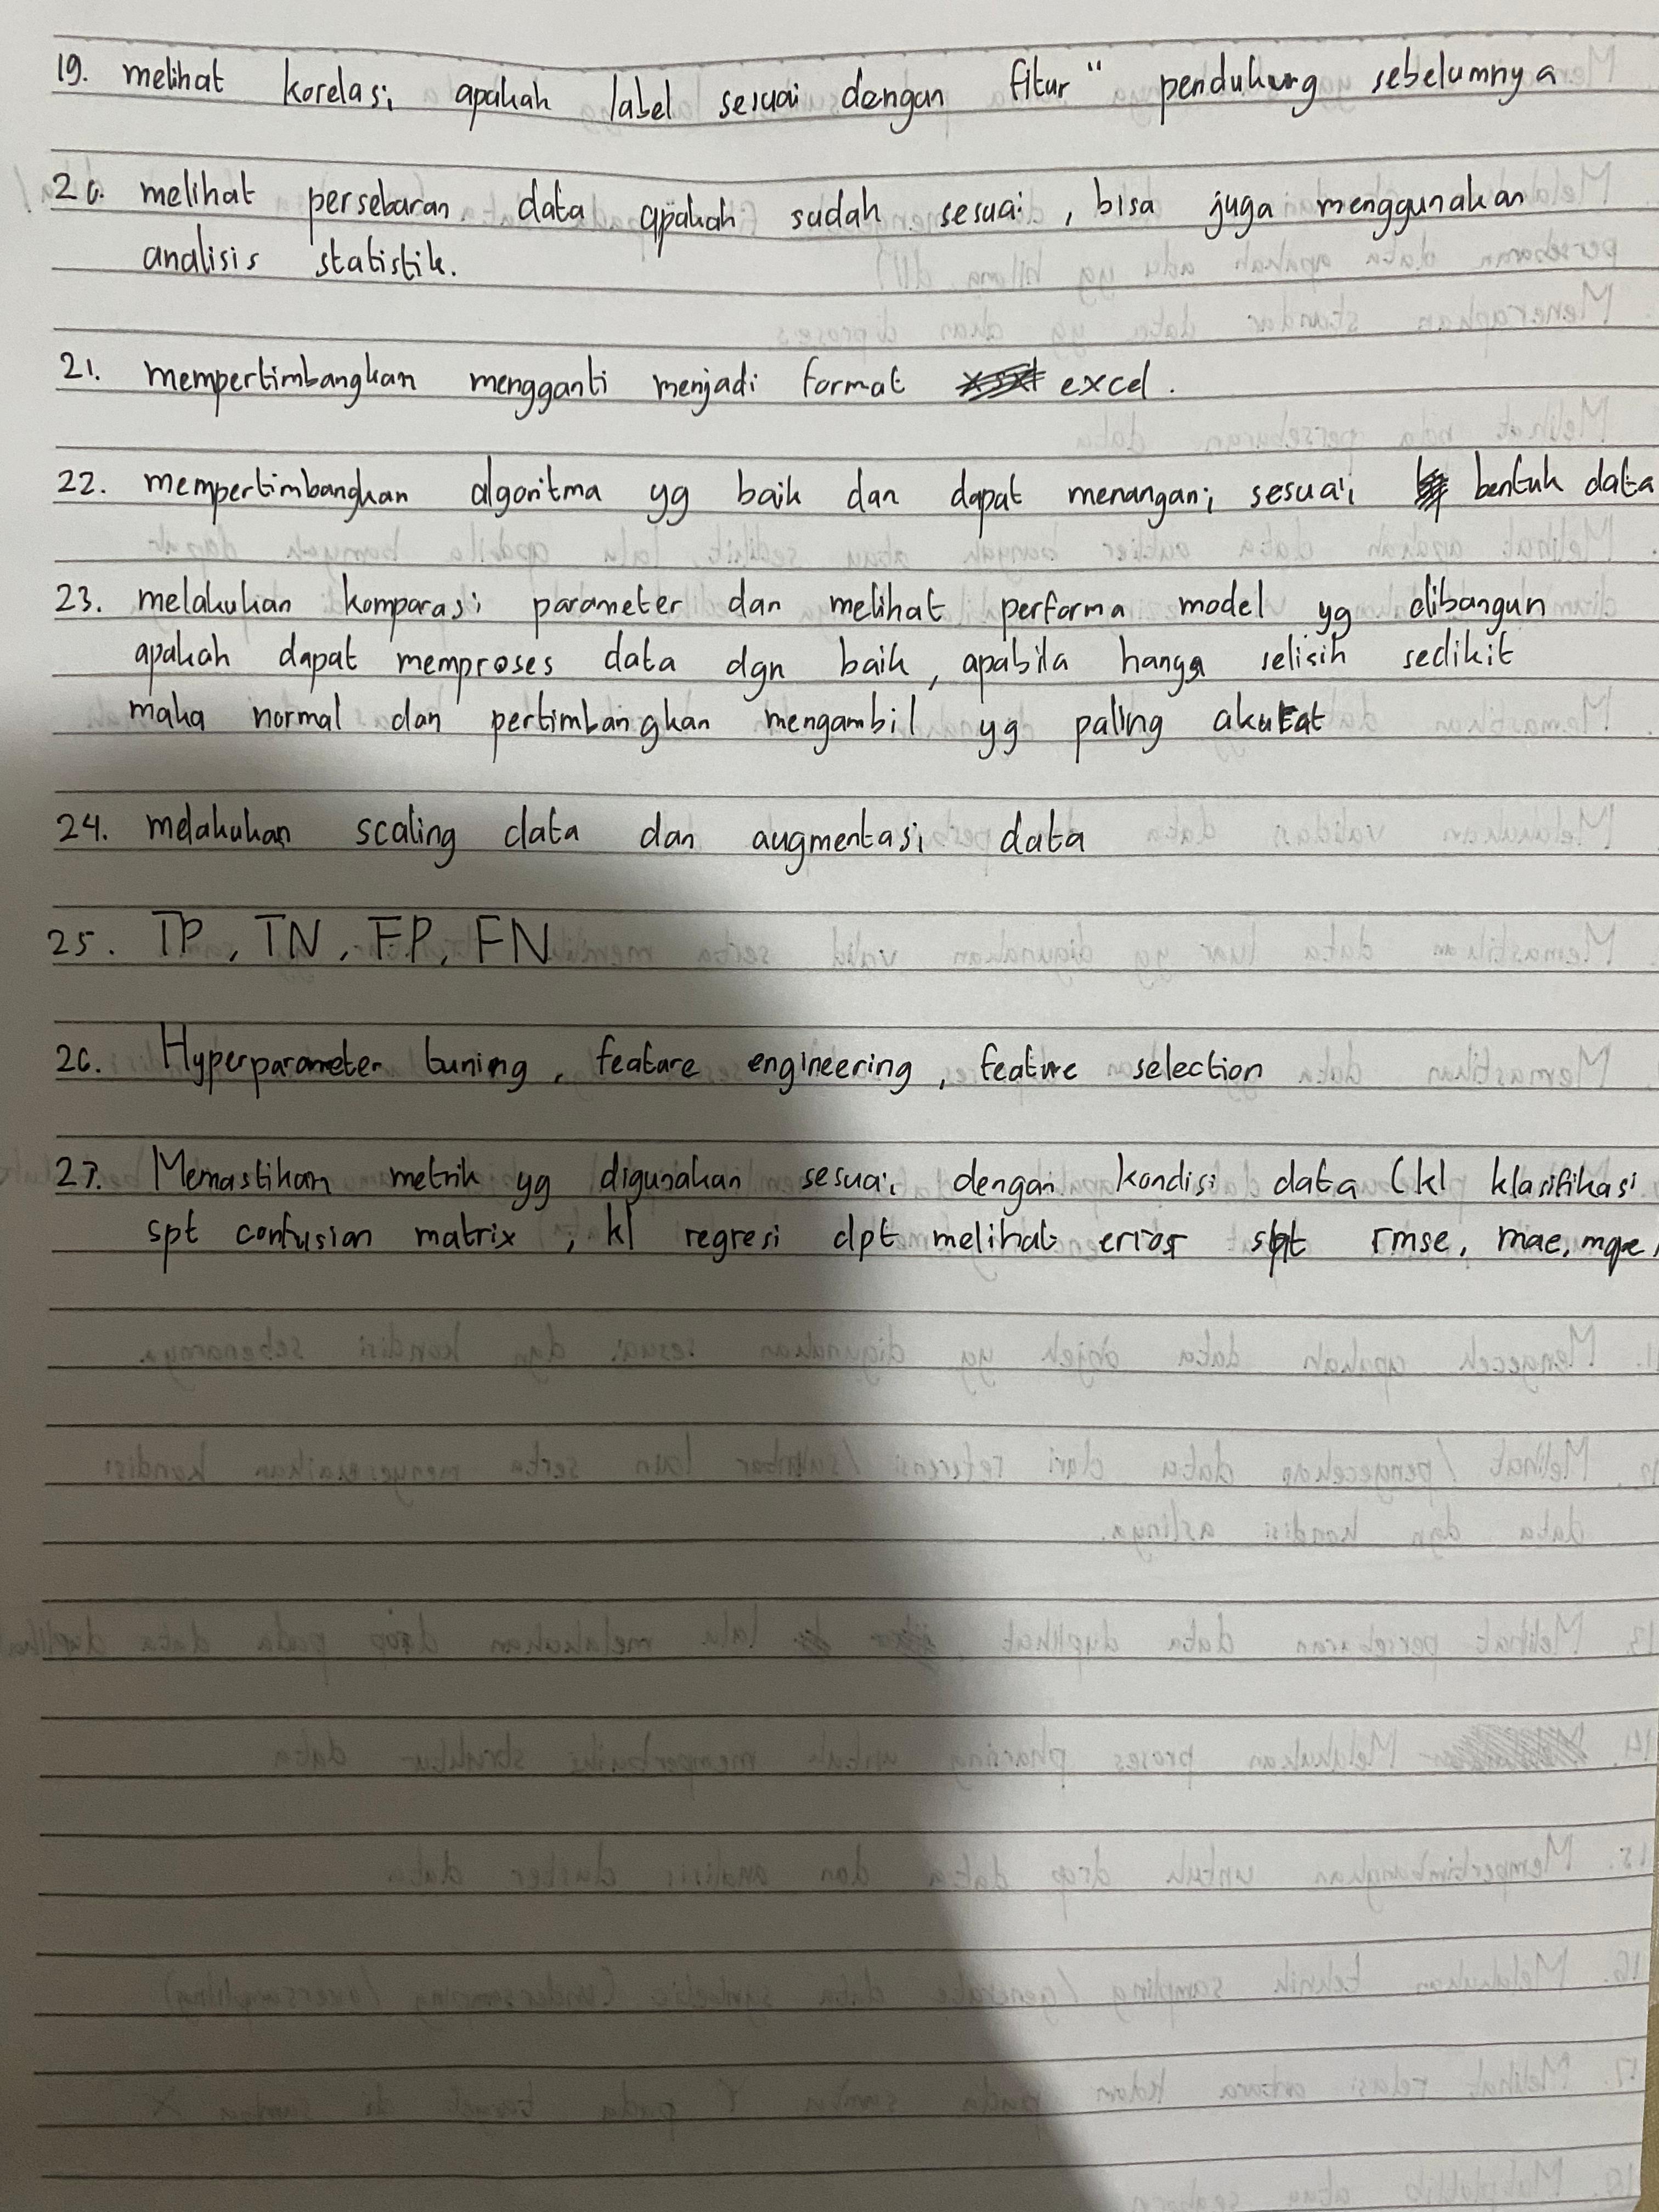 19. melihat korelasi apakah label sesuai dengan fitur" pendukung sebelumnya
20. melihat persebaran data apakah sudah sesuai, bisa juga menggunakan
analisis statistik.
21. mempertimbangkan mengganti menjadi format excel.
22. mempertimbangkan algoritma yg baik dan dapat menangani sesuai bentuk data
23. melakukan komparasi parameter dan melihat performa model yg dibangun
apakah dapat memproses data dgn baik, apabila hanya selisih sedikit
maka normal dan pertimbangkan mengambil yg paling akurat
24. melakukan scaling data dan augmentasi data
25. TP, TN, FP, FN
26. Hyperparameter tuning, feature engineering, feature selection
27. Memastikan metrik yg digunakan sesuai dengan kondisi data (kl klasifikasi
spt confusion matrix, kl regresi dpt melihat error spt rmse, mae,